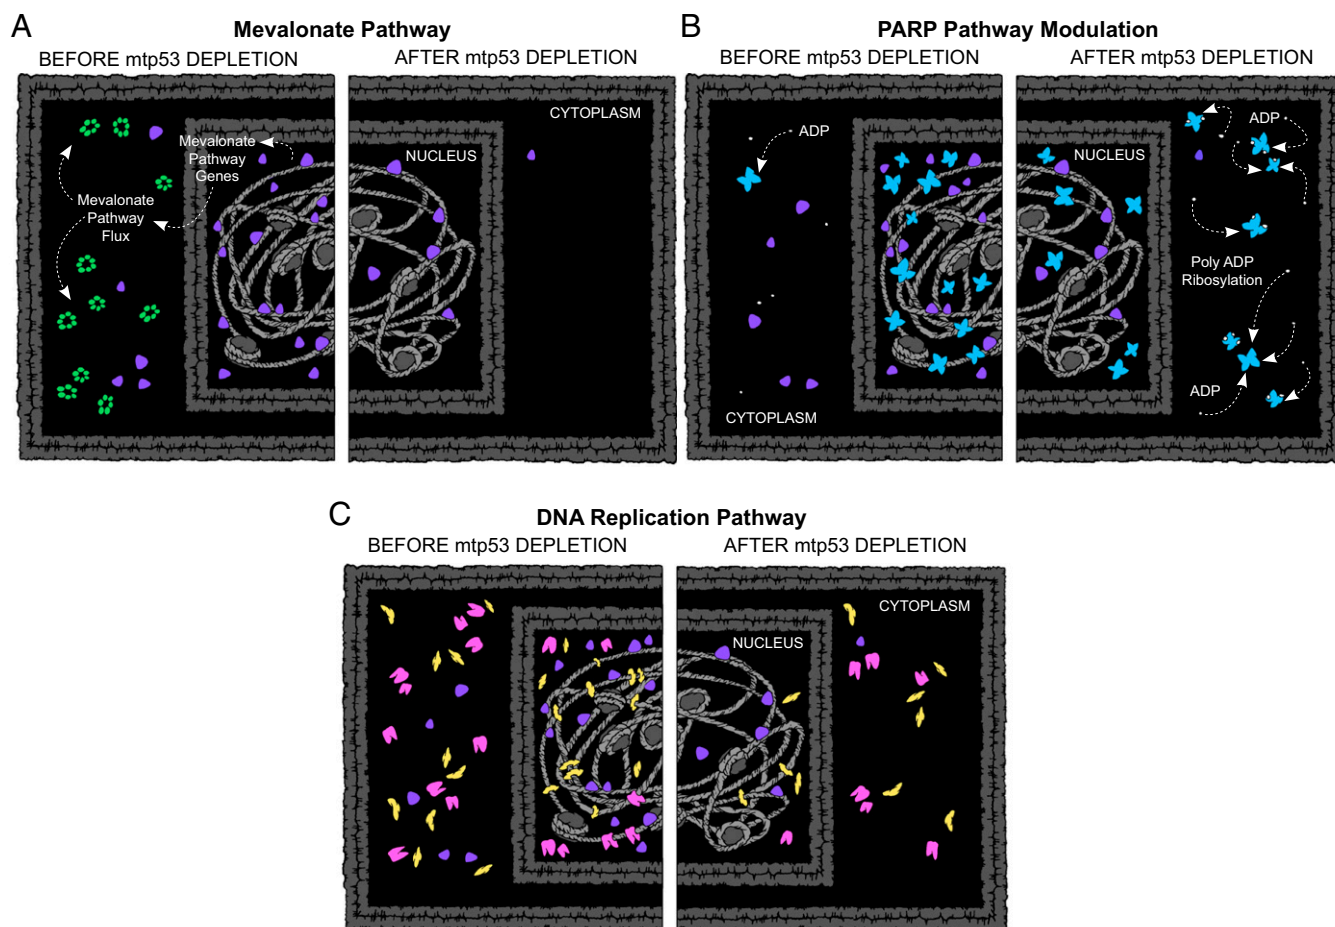 A
Mevalonate Pathway
BEFORE mtp53 DEPLETION
AFTER mtp53 DEPLETION
CYTOPLASM
Mevalonate
Pathway
Genes
NUCLEUS
Mevalonate
Pathway
Flux
B
PARP Pathway Modulation
BEFORE mtp53 DEPLETION
AFTER mtp53 DEPLETION
ADP
ADP
NUCLEUS
Poly ADP
Ribosylation
ADP
CYTOPLASM
C
DNA Replication Pathway
BEFORE mtp53 DEPLETION
AFTER mtp53 DEPLETION
CYTOPLASM
NUCLEUS